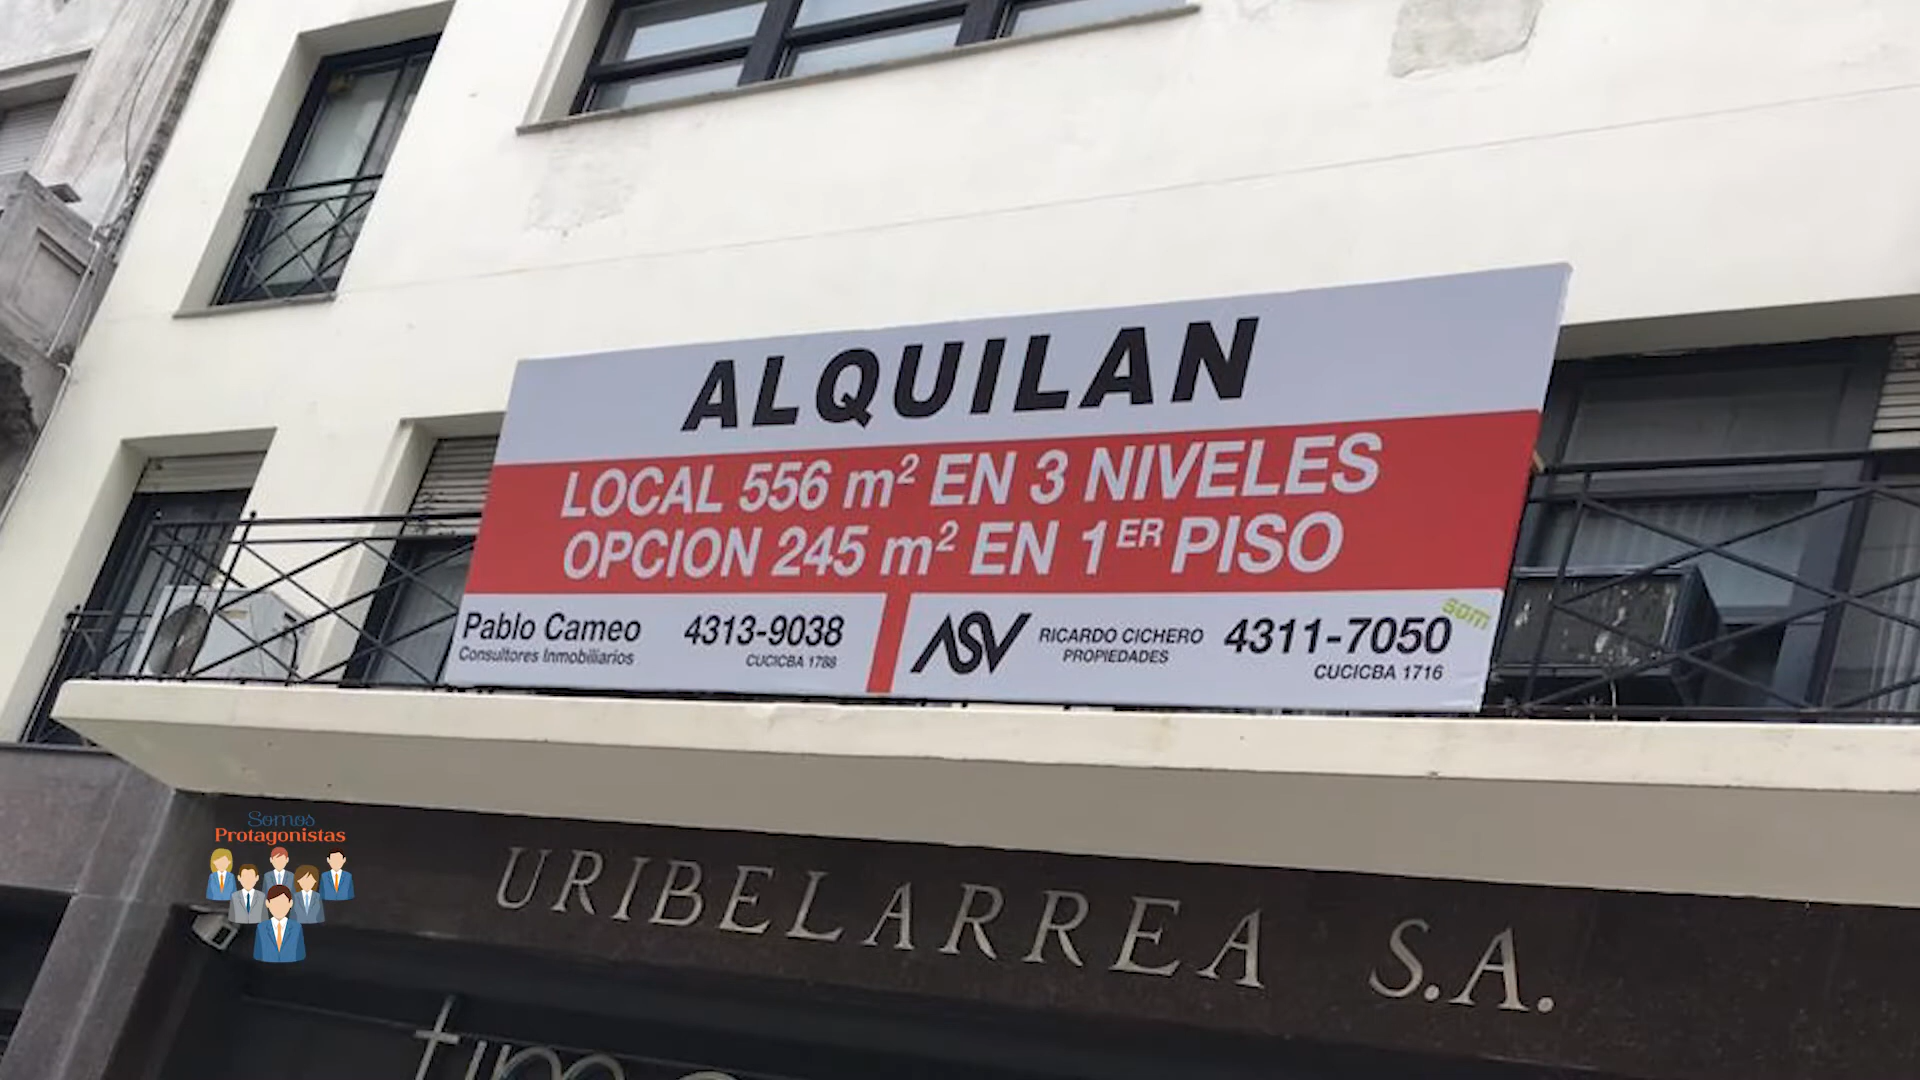 ALQUILAN
LOCAL 556 m² EN 3 NIVELES
OPCION 245 m² EN 1ER PISO
Pablo Cameo
Consultores Inmobiliarios
4313-9038
CUCICBA 1788
ASV
RICARDO CICHERO
PROPIEDADES
4311-7050
CUCICBA 1716
som
Somos
Protagonistas
URIBELARREA S.A.